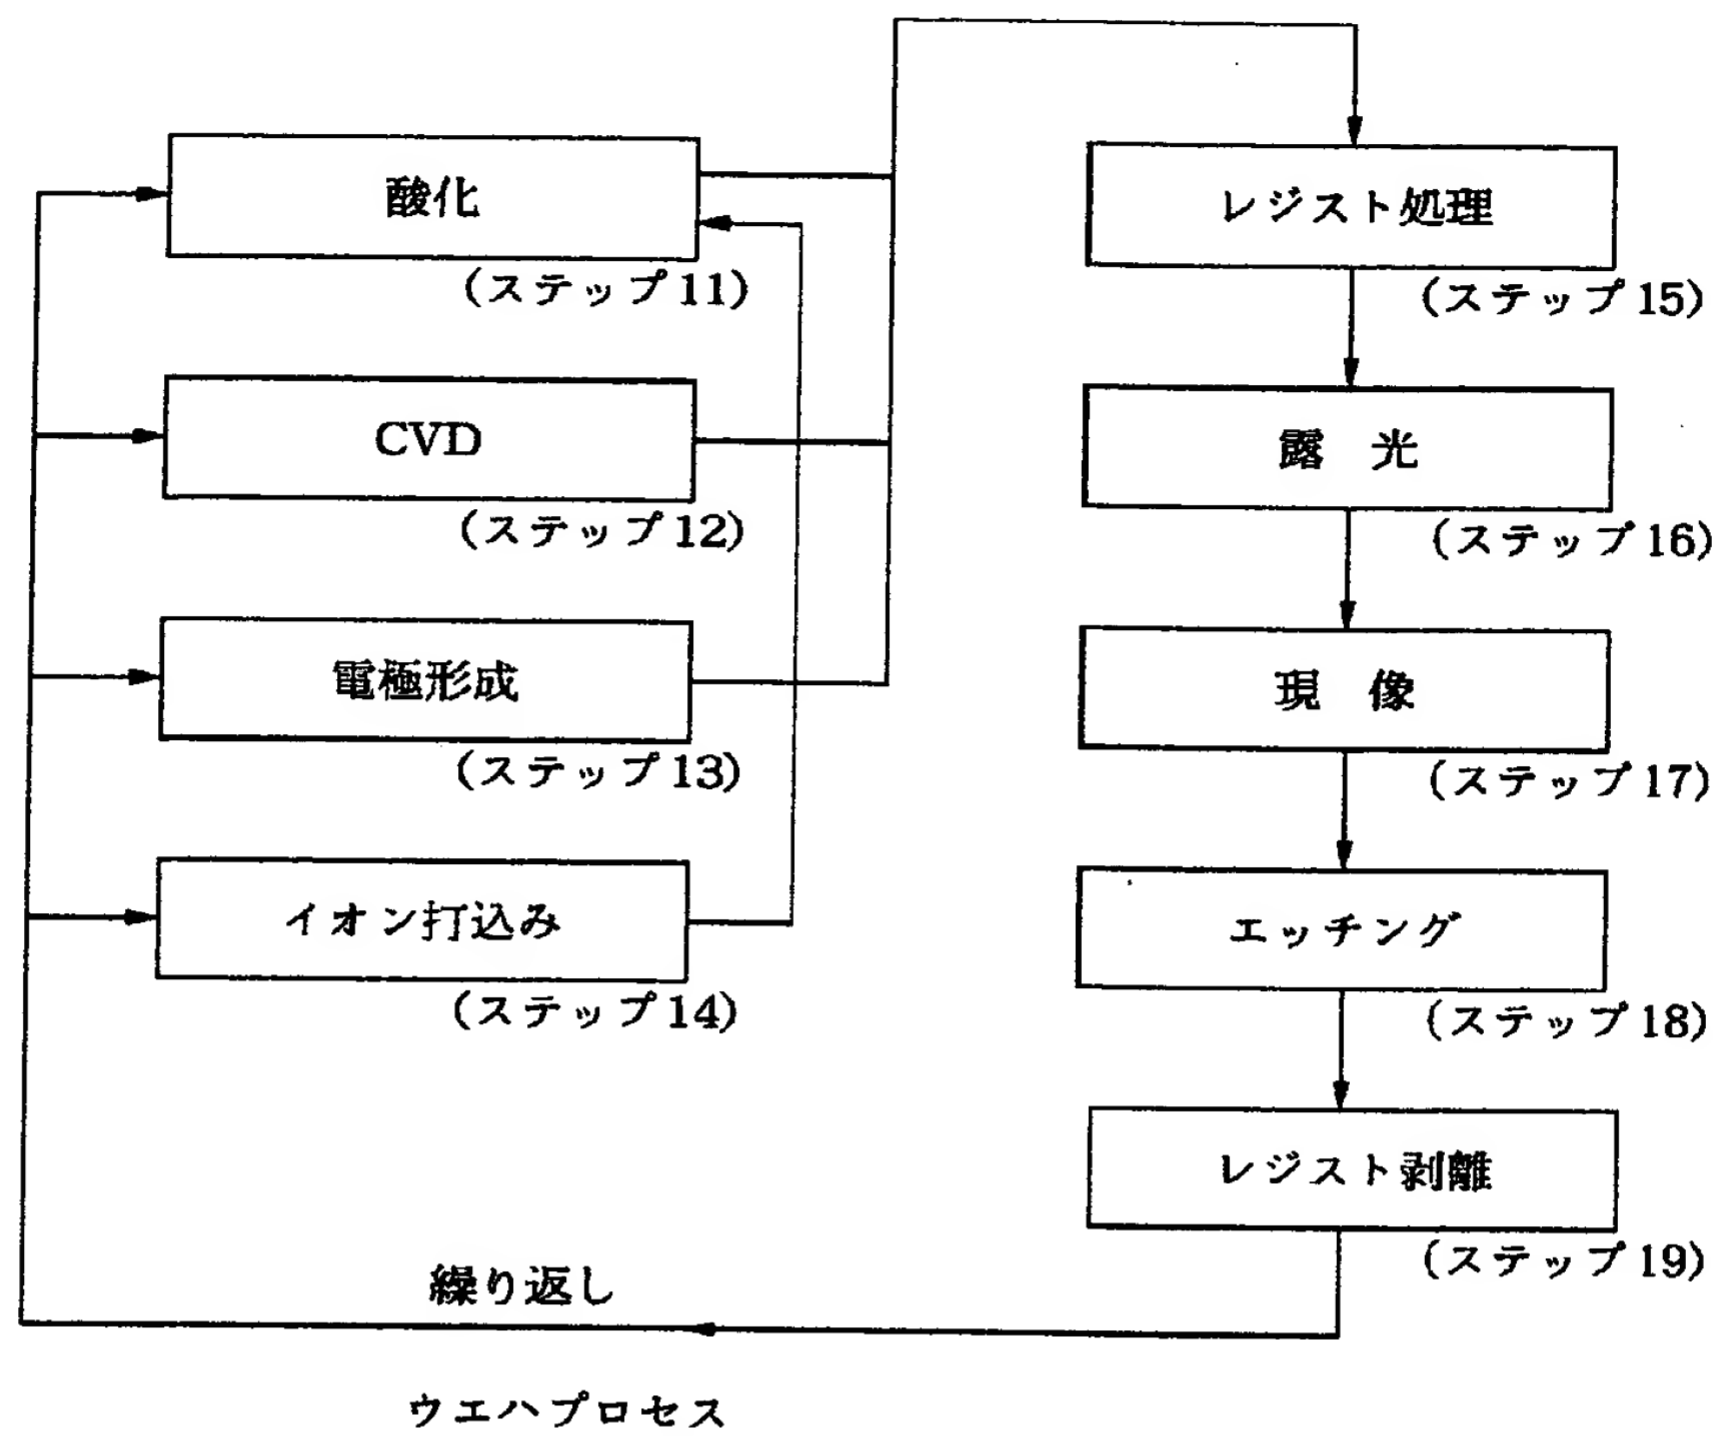 酸化
(ステップ11)
CVD
(ステップ12)
電極形成
(ステップ13)
イオン打込み
(ステップ14)
レジスト処理
(ステップ15)
露　光
(ステップ16)
現　像
(ステップ17)
エッチング
(ステップ18)
レジスト剥離
(ステップ19)
繰り返し
ウエハプロセス